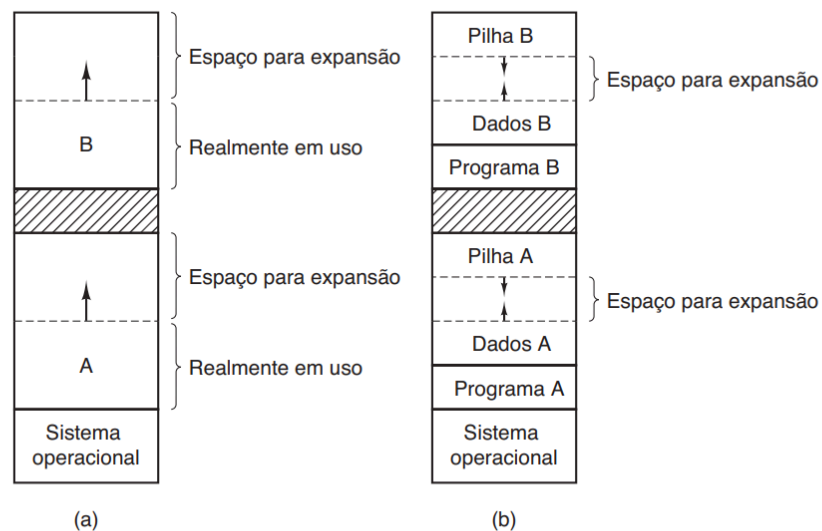 Espaço para expansão
B
Realmente em uso
Espaço para expansão
A
Realmente em uso
Sistema
operacional
(a)
Pilha B
Espaço para expansão
Dados B
Programa B
Pilha A
Espaço para expansão
Dados A
Programa A
Sistema
operacional
(b)